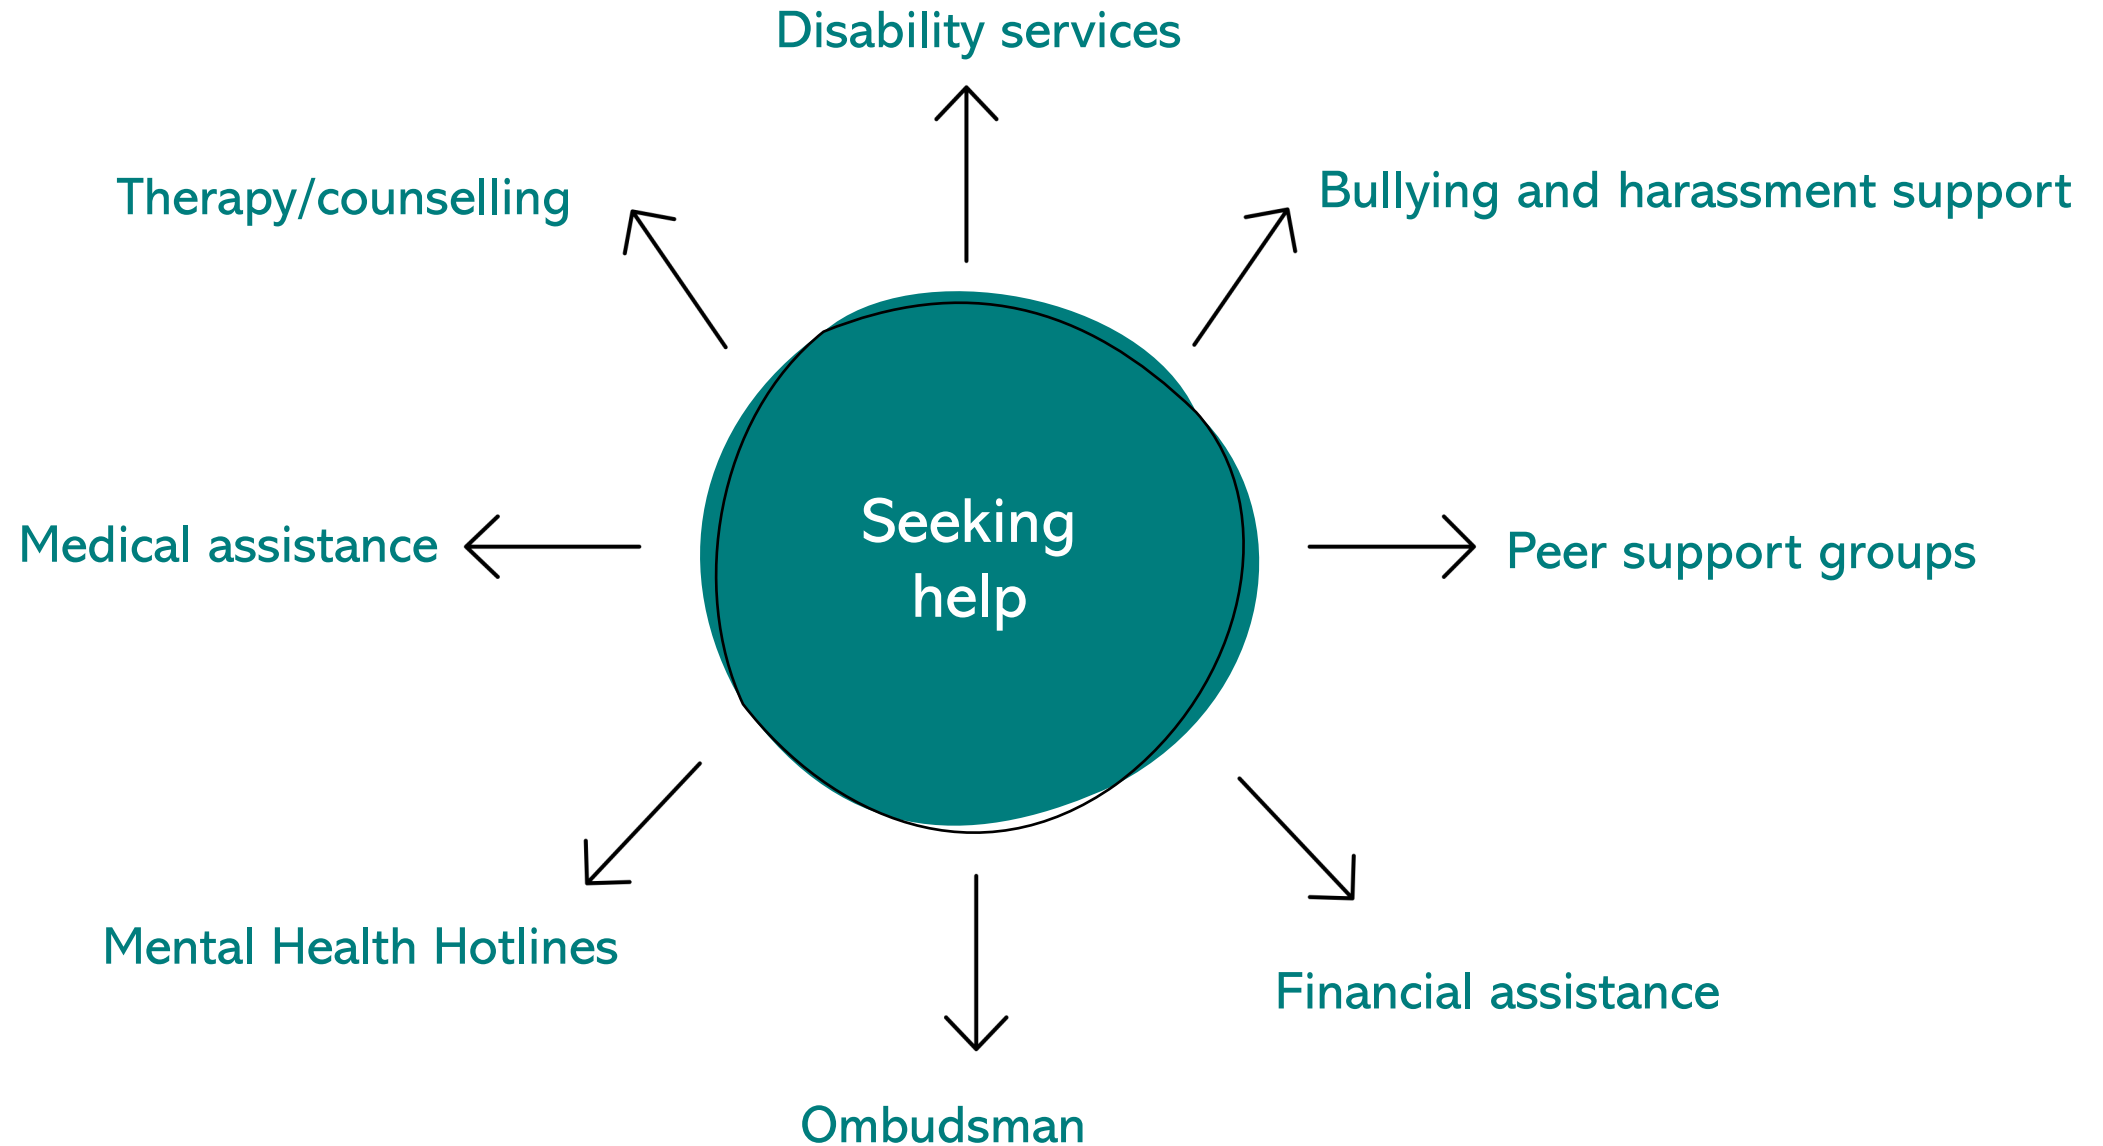 Disability services
Therapy/counselling
Bullying and harassment support
Seeking
help
Medical assistance
Peer support groups
Mental Health Hotlines
Financial assistance
Ombudsman